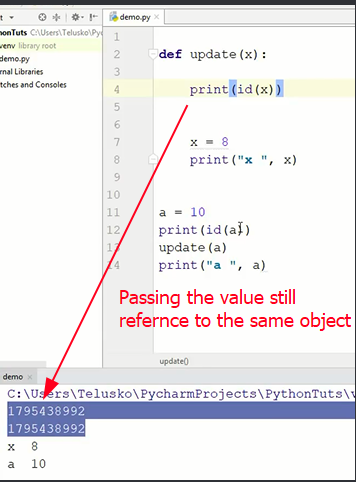 demo.py
onTuts C:\Users\Telusko\Pyc
venv library root
demo.py
rnal Libraries
tches and Consoles
1
2 def update(x):
3
4 print(id(x))
5
6
7 x = 8
8 print("x ", x)
9
10
11 a = 10
12 print(id(a))
13 update(a)
14 print("a ", a)
Passing the value still
refernce to the same object
update()
demo
C:\Users\Telusko\PycharmProjects\PythonTuts\v
1795438992
1795438992
x 8
a 10